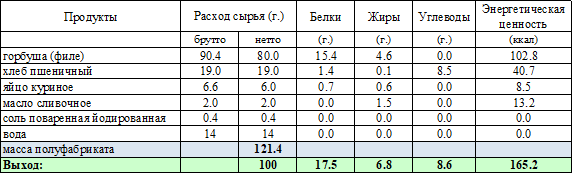 Продукты Расход сырья (г.) Белки Жиры Углеводы Энергетическая ценность
брутто нетто (г.) (г.) (г.) (ккал)
горбуша (филе) 90.4 80.0 15.4 4.6 0.0 102.8
хлеб пшеничный 19.0 19.0 1.4 0.1 8.5 40.7
яйцо куриное 6.6 6.0 0.7 0.6 0.0 8.5
масло сливочное 2.0 2.0 0.0 1.5 0.0 13.2
соль поваренная йодированная 0.4 0.4 0.0 0.0 0.0 0.0
вода 14 14 0.0 0.0 0.0 0.0
масса полуфабриката 121.4
Выход: 100 17.5 6.8 8.6 165.2